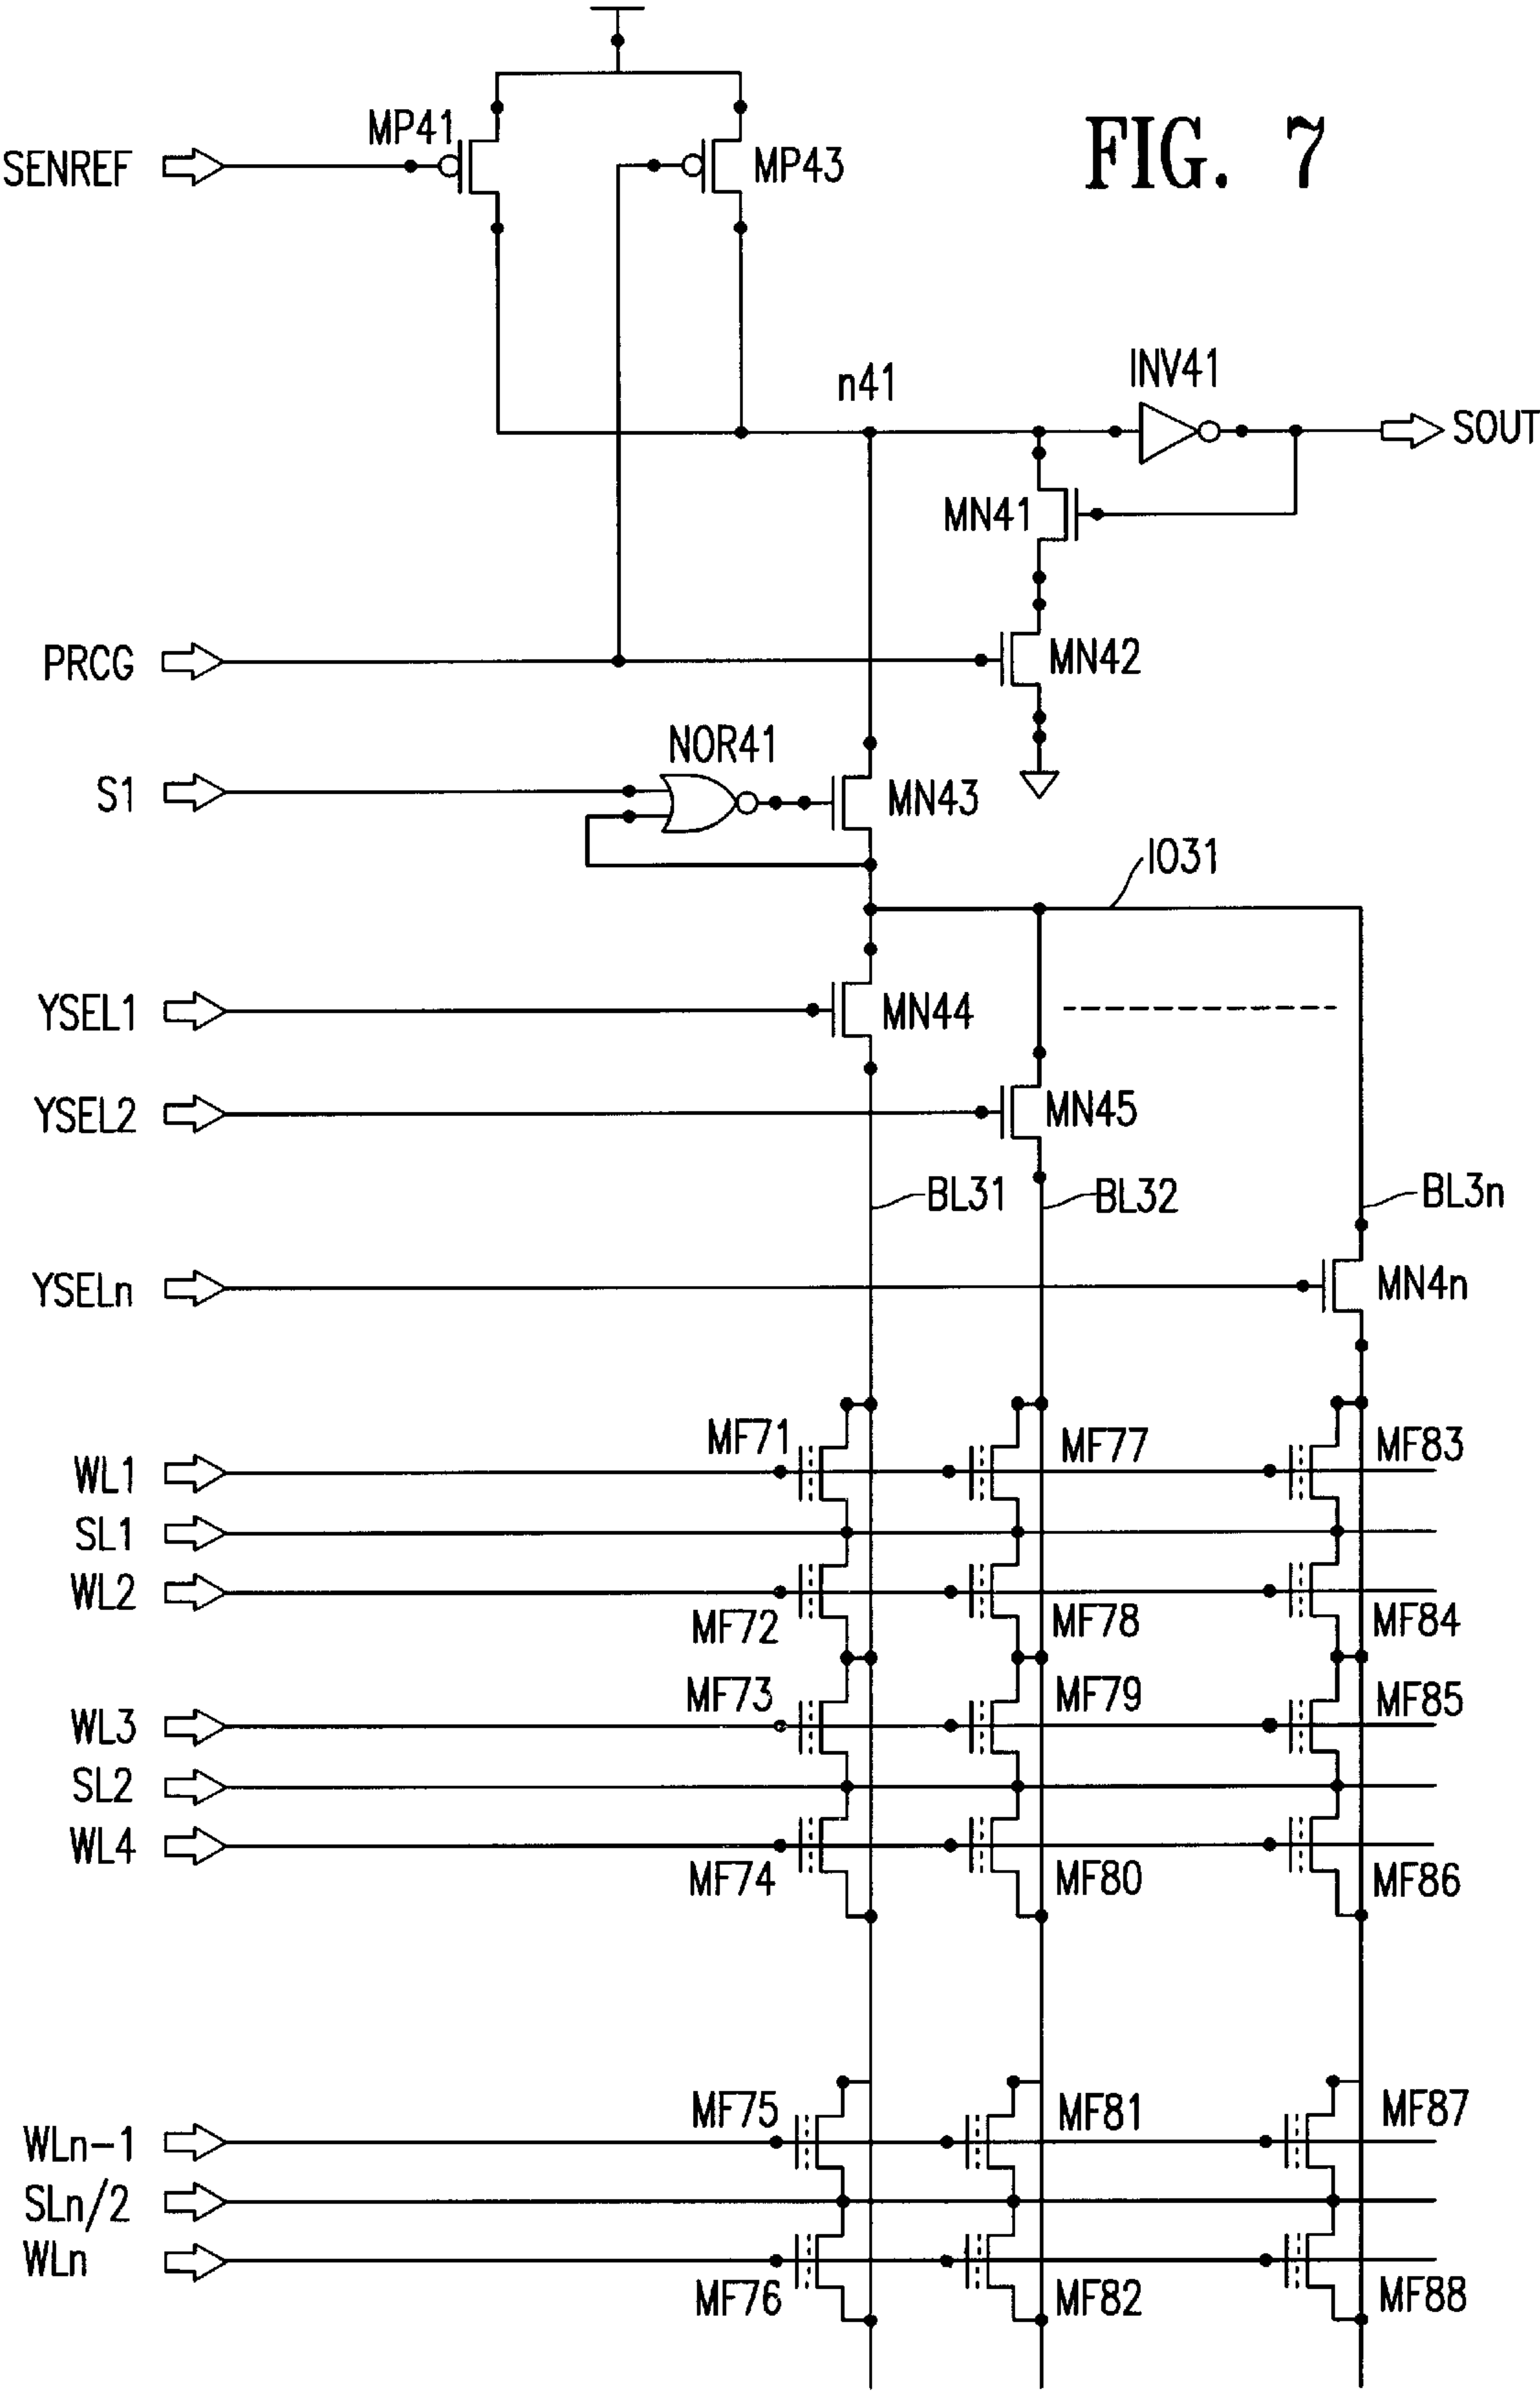 FIG. 7
MP41
SENREF
MP43
INV41
n41
SOUT
MN41
PRCG
MN42
NOR41
S1
MN43
IO31
YSEL1
MN44
YSEL2
MN45
BL31
BL32
BL3n
YSELn
MN4n
MF71
MF77
MF83
WL1
SL1
WL2
MF72
MF78
MF84
MF73
MF79
MF85
WL3
SL2
WL4
MF74
MF80
MF86
MF75
MF81
MF87
WLn-1
SLn/2
WLn
MF76
MF82
MF88